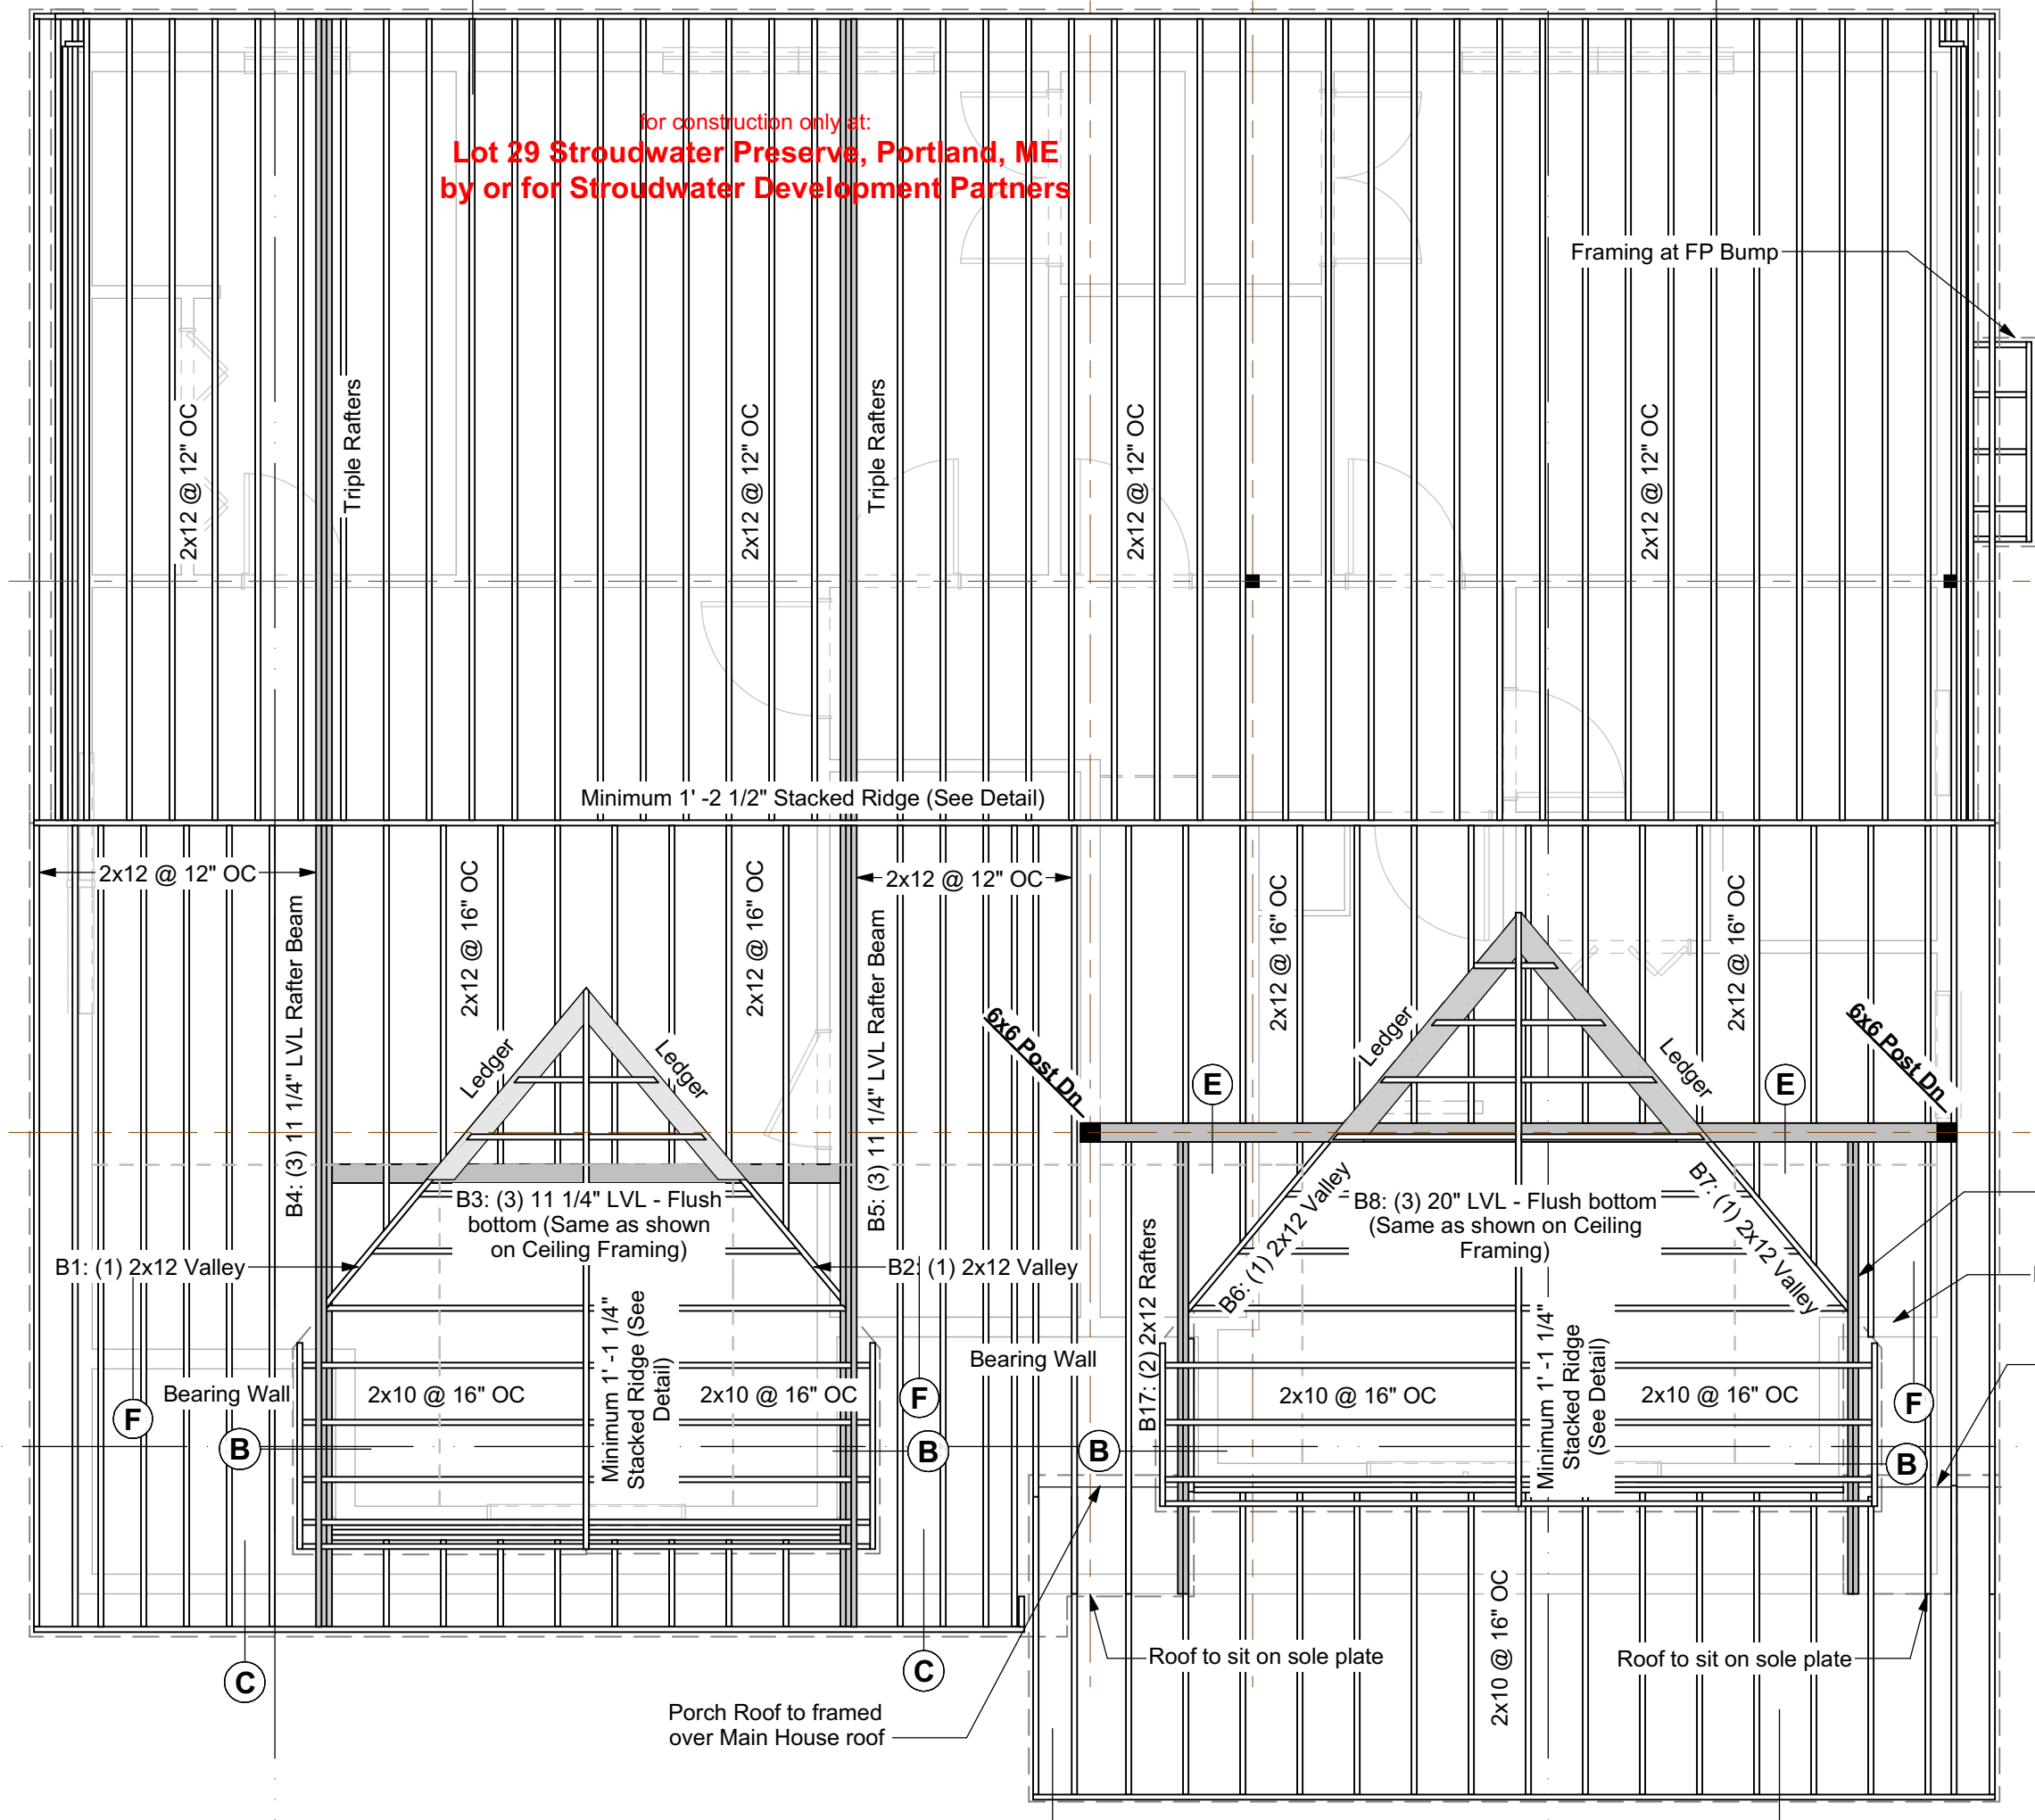 for construction only at:
Lot 29 Stroudwater Preserve, Portland, ME
by or for Stroudwater Development Partners
Framing at FP Bump
2x12 @ 12" OC
Triple Rafters
2x12 @ 12" OC
Triple Rafters
2x12 @ 12" OC
2x12 @ 12" OC
Minimum 1' -2 1/2" Stacked Ridge (See Detail)
2x12 @ 12" OC
B4: (3) 11 1/4" LVL Rafter Beam
2x12 @ 16" OC
2x12 @ 16" OC
2x12 @ 12" OC
B5: (3) 11 1/4" LVL Rafter Beam
2x12 @ 16" OC
2x12 @ 16" OC
Ledger
Ledger
6x6 Post Dn
Ledger
Ledger
6x6 Post Dn
E
E
B3: (3) 11 1/4" LVL - Flush
bottom (Same as shown
on Ceiling Framing)
B8: (3) 20" LVL - Flush bottom
(Same as shown on Ceiling
Framing)
B1: (1) 2x12 Valley
B2: (1) 2x12 Valley
B17: (2) 2x12 Rafters
B6: (1) 2x12 Valley
B7: (1) 2x12 Valley
Bearing Wall
Bearing Wall
F
2x10 @ 16" OC
Minimum 1' -1 1/4"
Stacked Ridge (See
Detail)
2x10 @ 16" OC
F
2x10 @ 16" OC
Minimum 1' -1 1/4"
Stacked Ridge
(See Detail)
2x10 @ 16" OC
F
B
B
B
B
C
C
Roof to sit on sole plate
2x10 @ 16" OC
Roof to sit on sole plate
Porch Roof to framed
over Main House roof